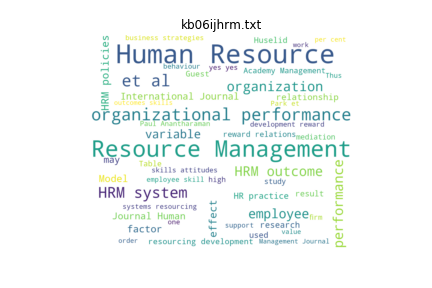 kb06ijhrm.txt
business strategies
Huselid
per cent
work
Human Resource
HRM policies
behaviour
yes yes
Academy Management
Thus
et al
Guest
organization
International Journal
relationship
outcomes skills
Park et
organizational performance
Paul Anantharaman
development reward
variable
reward relations
mediation
Resource Management
may
Table
skills attitudes
HRM outcome
performance
Model
employee skill
high
study
HRM system
HR practice
result
systems resourcing
Journal Human
one
effect
employee
firm
factor
support
research
value
order
resourcing development
used
Management Journal